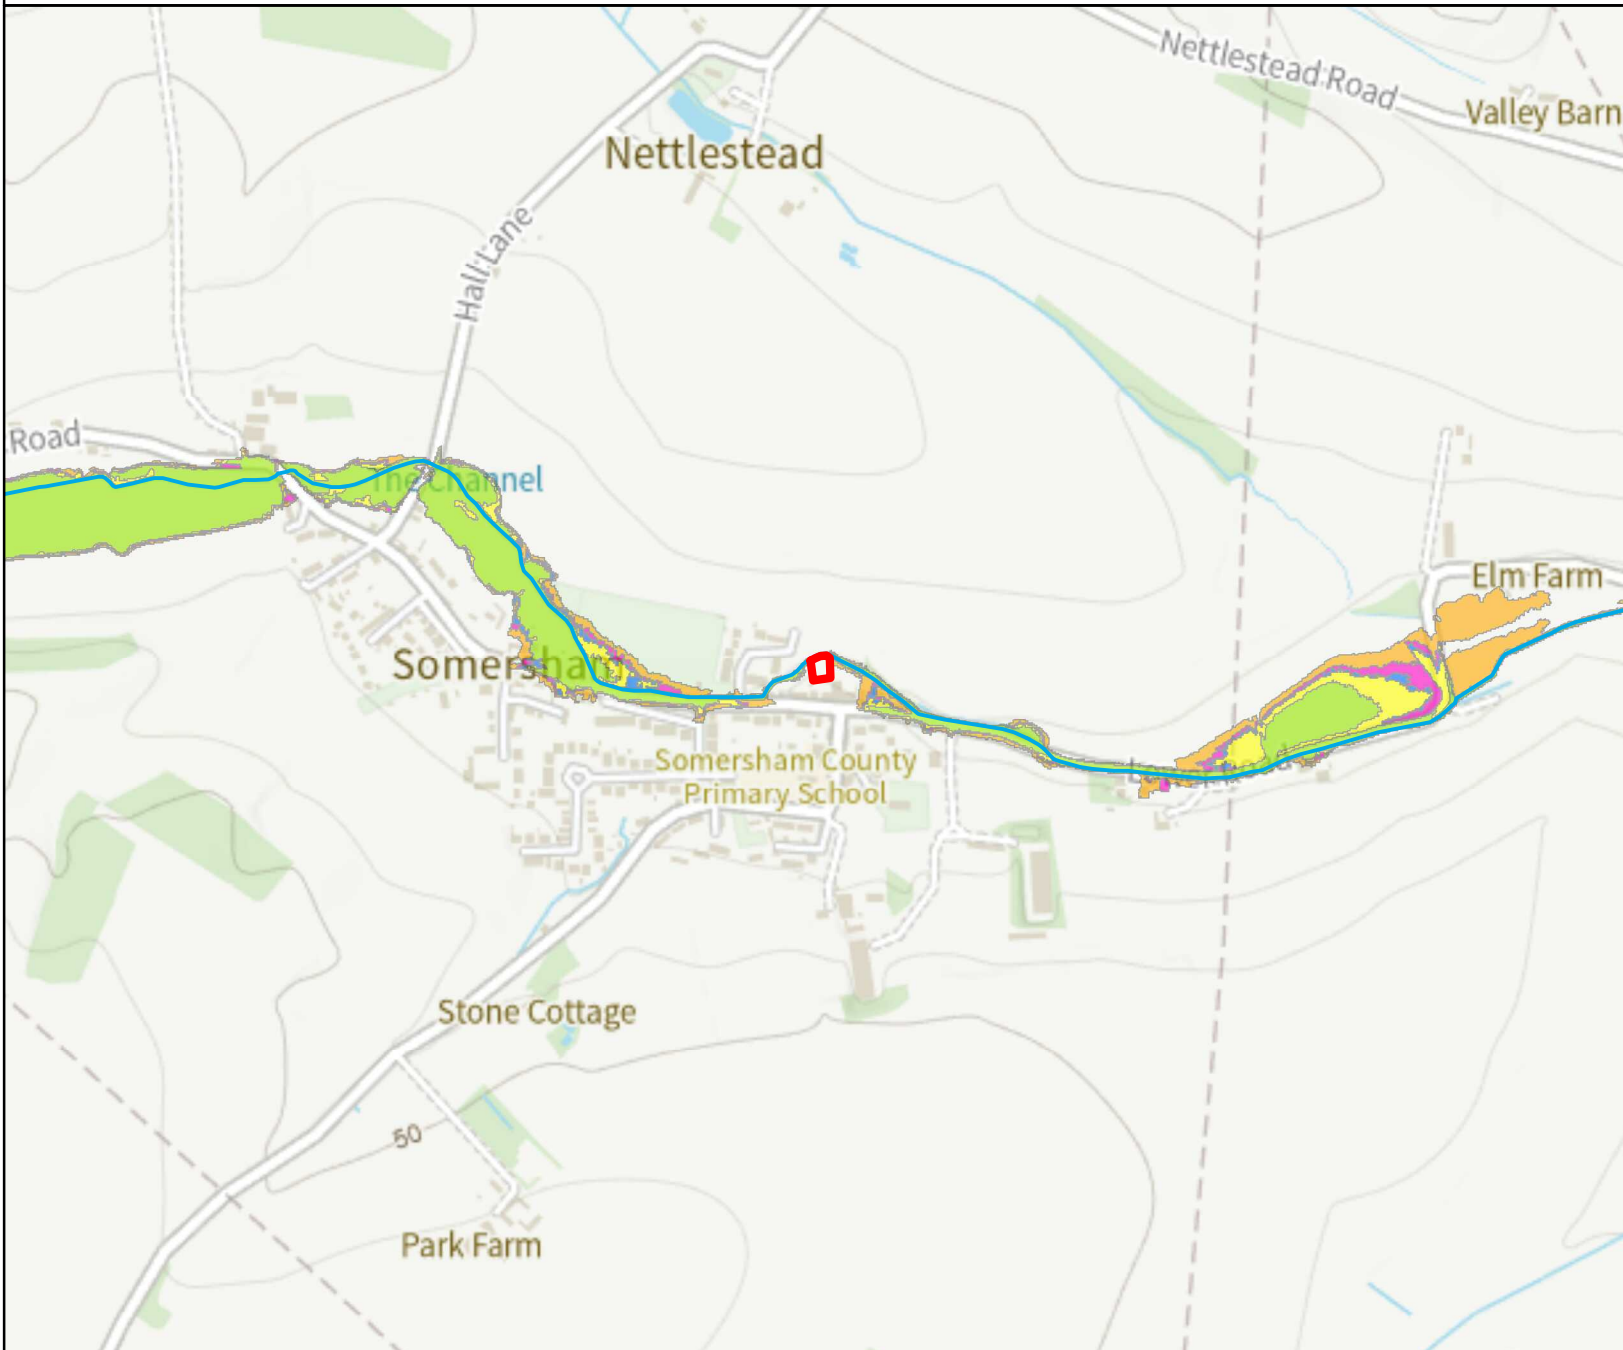 Nettlestead Road
Valley Barn
Nettlestead
Hall Lane
Road
The Channel
Elm Farm
Somersham
Somersham County
Primary School
Stone Cottage
50
Park Farm